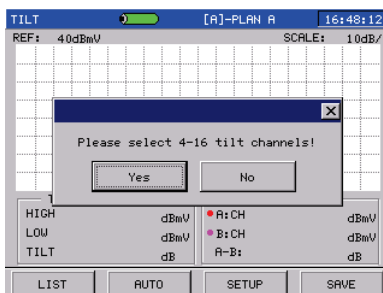 TILT [A]-PLAN A 16:48:12
REF: 40dBmV SCALE: 10dB/
Please select 4-16 tilt channels!
Yes No
HIGH dBmV A:CH dBmV
LOW dBmV B:CH dBmV
TILT dB A-B: dB
LIST AUTO SETUP SAVE